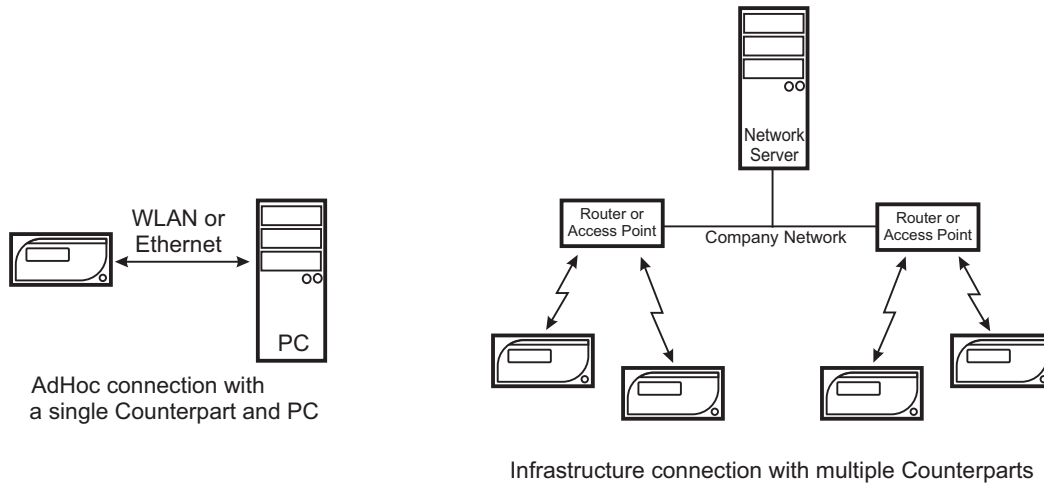 WLAN or
Ethernet
PC
AdHoc connection with
a single Counterpart and PC
Network
Server
Router or
Access Point
Company Network
Router or
Access Point
Infrastructure connection with multiple Counterparts